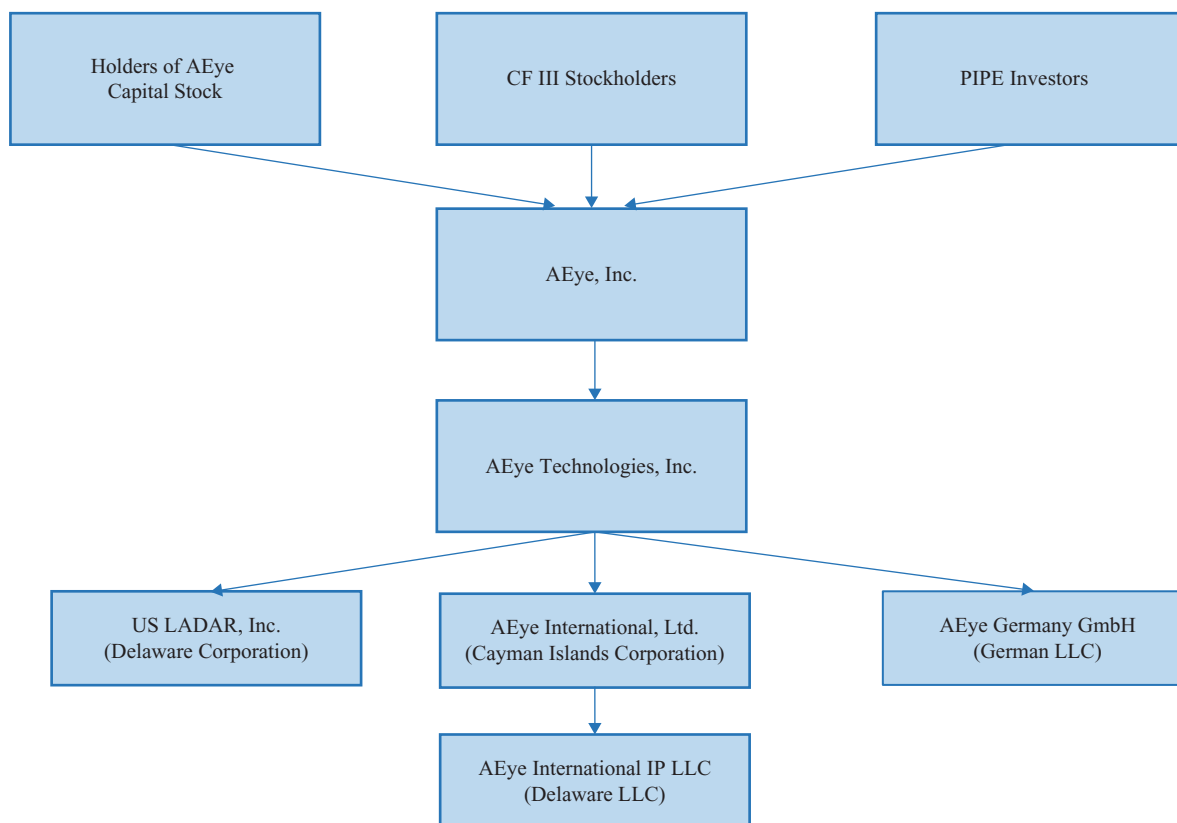 Holders of AEye
Capital Stock
CF III Stockholders
PIPE Investors
AEye, Inc.
AEye Technologies, Inc.
US LADAR, Inc.
(Delaware Corporation)
AEye International, Ltd.
(Cayman Islands Corporation)
AEye Germany GmbH
(German LLC)
AEye International IP LLC
(Delaware LLC)